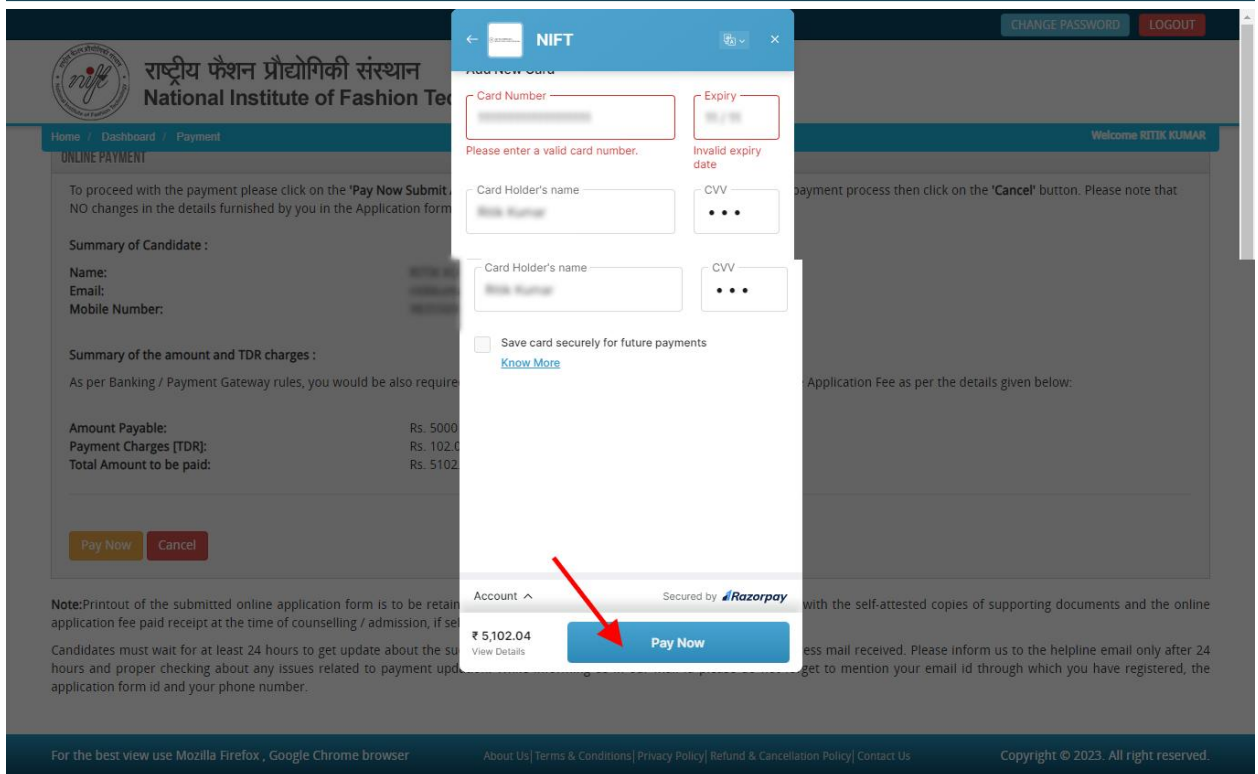 CHANGE PASSWORD LOGOUT
NIFT
राष्ट्रीय फैशन प्रौद्योगिकी संस्थान
National Institute of Fashion Tec
Home / Dashboard / Payment
Welcome RITIK KUMAR
ONLINE PAYMENT
To proceed with the payment please click on the 'Pay Now Submit
payment process then click on the 'Cancel' button. Please note that
NO changes in the details furnished by you in the Application form
Summary of Candidate :
Name:
Email:
Mobile Number:
Summary of the amount and TDR charges :
As per Banking / Payment Gateway rules, you would be also require
Application Fee as per the details given below:
Amount Payable: Rs. 5000
Payment Charges [TDR]: Rs. 102.0
Total Amount to be paid: Rs. 5102
Pay Now Cancel
Add New Card
Card Number Expiry
Please enter a valid card number. Invalid expiry
date
Card Holder's name CVV
Ritik Kumar
Card Holder's name CVV
Ritik Kumar
Save card securely for future payments
Know More
Account Secured by Razorpay
₹ 5,102.04
View Details
Pay Now
Note:Printout of the submitted online application form is to be retain
with the self-attested copies of supporting documents and the online
application fee paid receipt at the time of counselling / admission, if sel
Candidates must wait for at least 24 hours to get update about the su
ess mail received. Please inform us to the helpline email only after 24
hours and proper checking about any issues related to payment upd
get to mention your email id through which you have registered, the
application form id and your phone number.
For the best view use Mozilla Firefox , Google Chrome browser
About Us| Terms & Conditions| Privacy Policy| Refund & Cancellation Policy| Contact Us
Copyright © 2023. All right reserved.